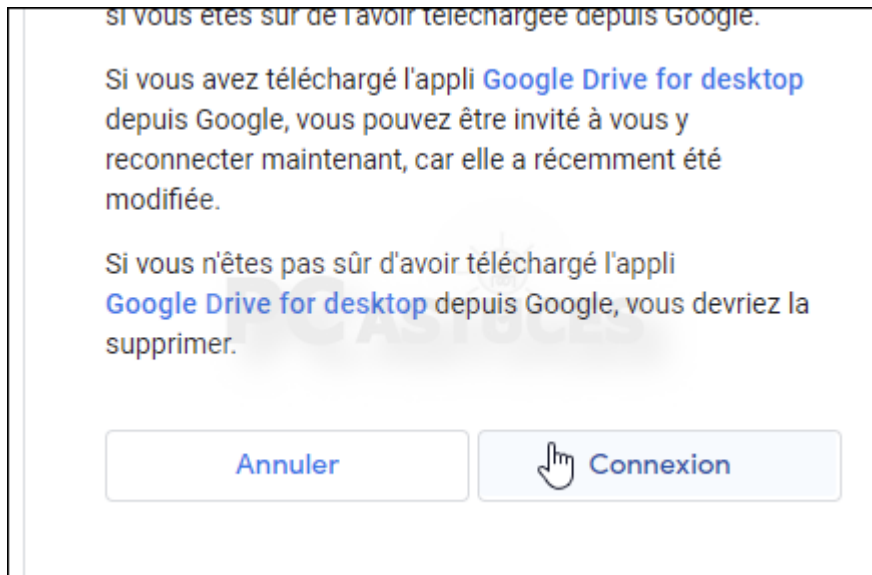 si vous êtes sûr de l'avoir téléchargée depuis Google.
Si vous avez téléchargé l'appli Google Drive for desktop
depuis Google, vous pouvez être invité à vous y
reconnecter maintenant, car elle a récemment été
modifiée.
Si vous n'êtes pas sûr d'avoir téléchargé l'appli
Google Drive for desktop depuis Google, vous devriez la
supprimer.
PC ASTUCES
Annuler
Connexion